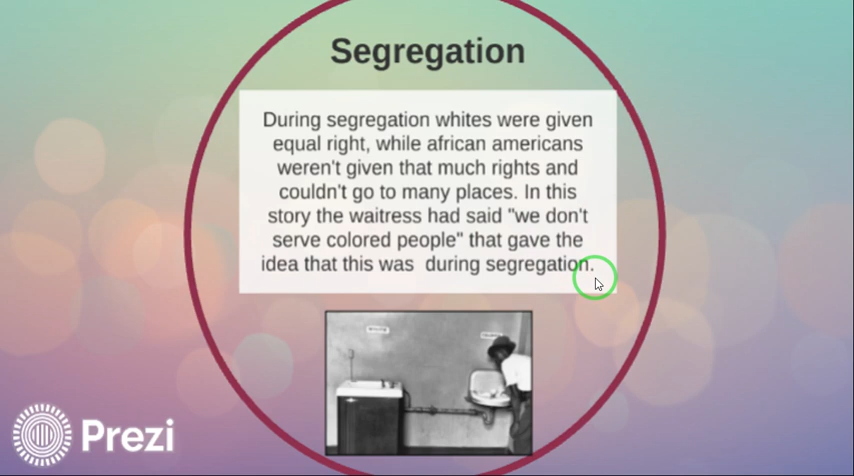 Segregation
During segregation whites were given
equal right, while african americans
weren't given that much rights and
couldn't go to many places. In this
story the waitress had said "we don't
serve colored people" that gave the
idea that this was  during segregation.
Prezi